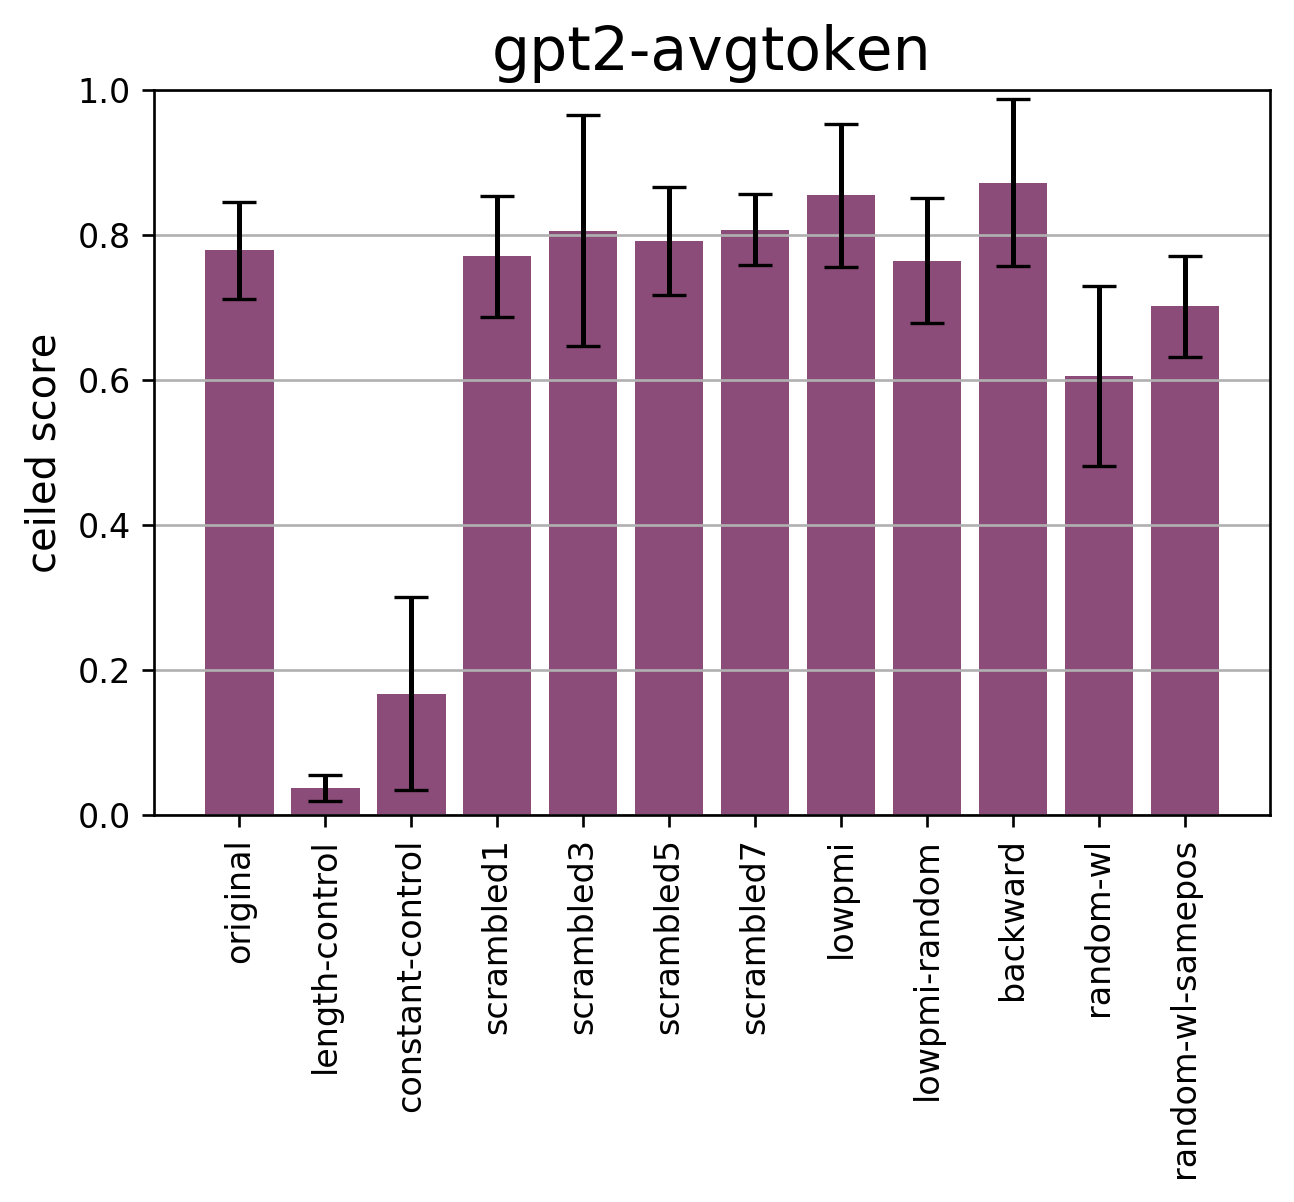 gpt2-avgtoken
ceiled score
1.0
0.8
0.6
0.4
0.2
0.0
original
length-control
constant-control
scrambled1
scrambled3
scrambled5
scrambled7
lowpmi
lowpmi-random
backward
random-wl
random-wl-samepos